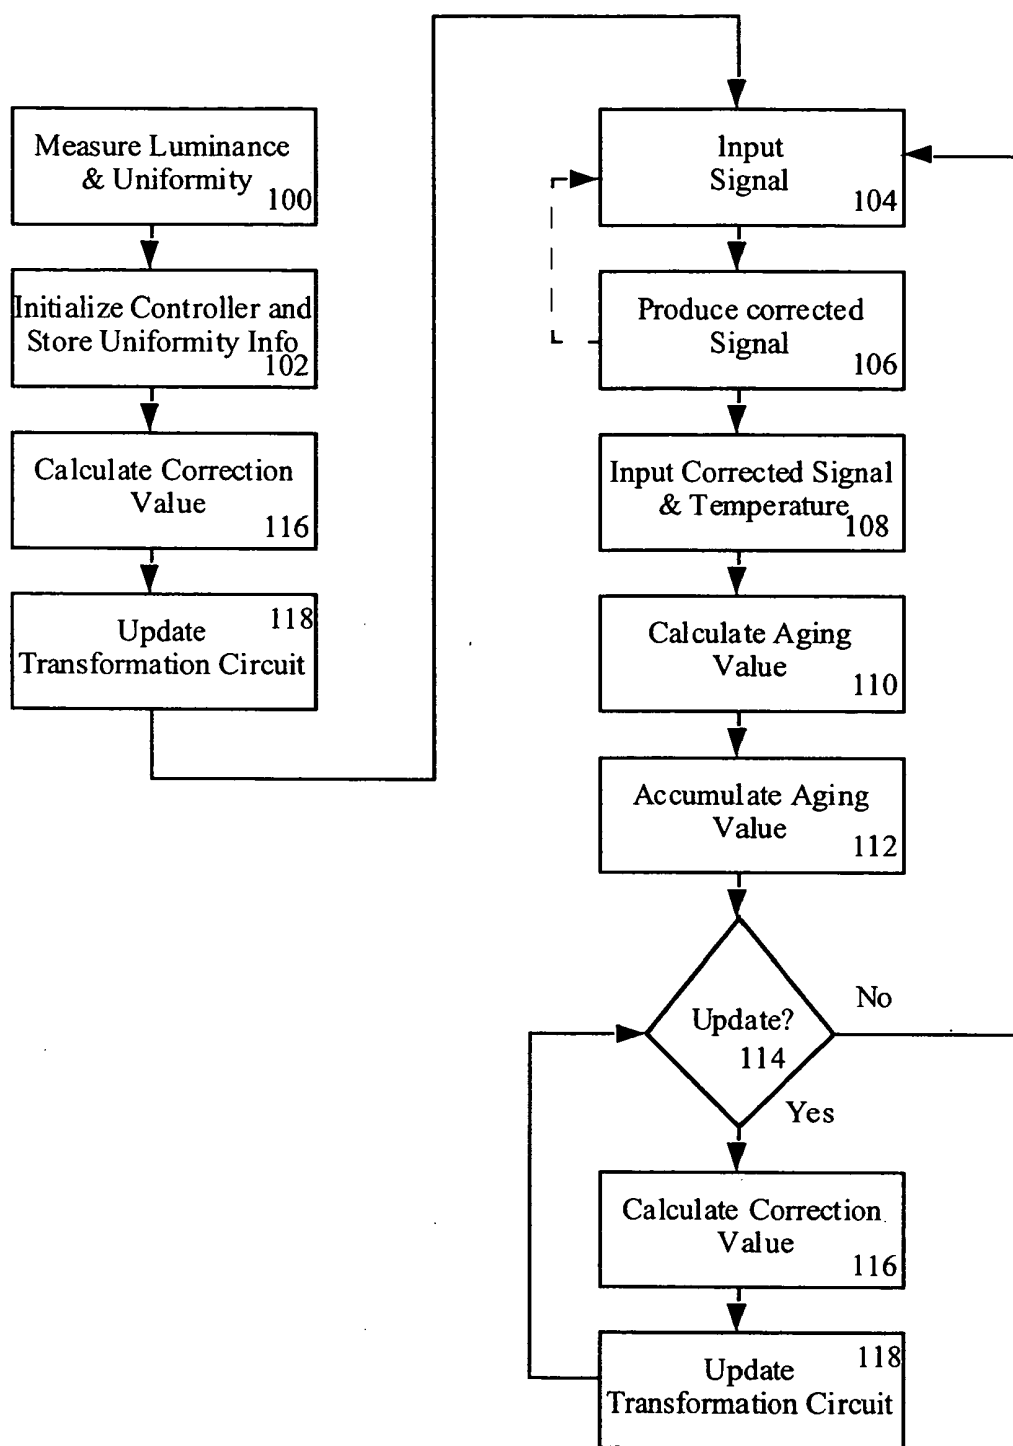 Measure Luminance
& Uniformity
100
Initialize Controller and
Store Uniformity Info
102
Calculate Correction
Value
116
118
Update
Transformation Circuit
Input
Signal
104
Produce corrected
Signal
106
Input Corrected Signal
& Temperature
108
Calculate Aging
Value
110
Accumulate Aging
Value
112
Update?
114
No
Yes
Calculate Correction
Value
116
118
Update
Transformation Circuit